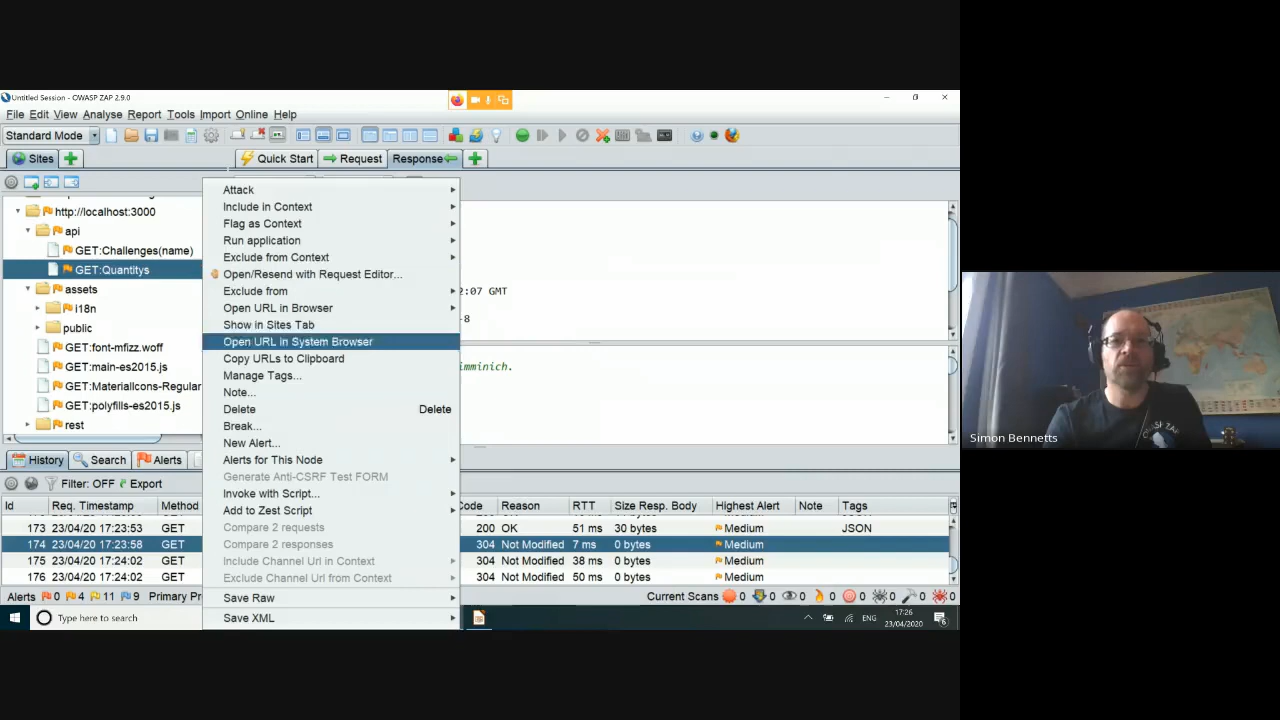 Untitled Session - OWASP ZAP 2.9.0
File Edit View Analyse Report Tools Import Online Help
Standard Mode
Sites Quick Start Request Response
http://localhost:3000
api
GET:Challenges(name)
GET:Quantitys
assets
i18n
public
GET:font-mfizz.woff
GET:main-es2015.js
GET:MaterialIcons-Regular
GET:polyfills-es2015.js
rest
Attack
Include in Context
Flag as Context
Run application
Exclude from Context
Open/Resend with Request Editor...
Exclude from
Open URL in Browser
Show in Sites Tab
Open URL in System Browser
Copy URLs to Clipboard
Manage Tags...
Note...
Delete Delete
Break...
New Alert...
Alerts for This Node
Generate Anti-CSRF Test FORM
Invoke with Script...
Add to Zest Script
Compare 2 requests
Compare 2 responses
Include Channel Url in Context
Exclude Channel Url from Context
Save Raw
Save XML
2:07 GMT
-8
imminich.
Simon Bennetts
OWASP ZAP
History Search Alerts
Filter: OFF Export
Id Req. Timestamp Method Code Reason RTT Size Resp. Body Highest Alert Note Tags
173 23/04/20 17:23:53 GET 200 OK 51 ms 30 bytes Medium JSON
174 23/04/20 17:23:58 GET 304 Not Modified 7 ms 0 bytes Medium
175 23/04/20 17:24:02 GET 304 Not Modified 38 ms 0 bytes Medium
176 23/04/20 17:24:02 GET 304 Not Modified 50 ms 0 bytes Medium
Alerts 0 4 11 9 Primary Pr Current Scans 0 0 0 0 0 0 0 0
Type here to search ENG 17:26
23/04/2020